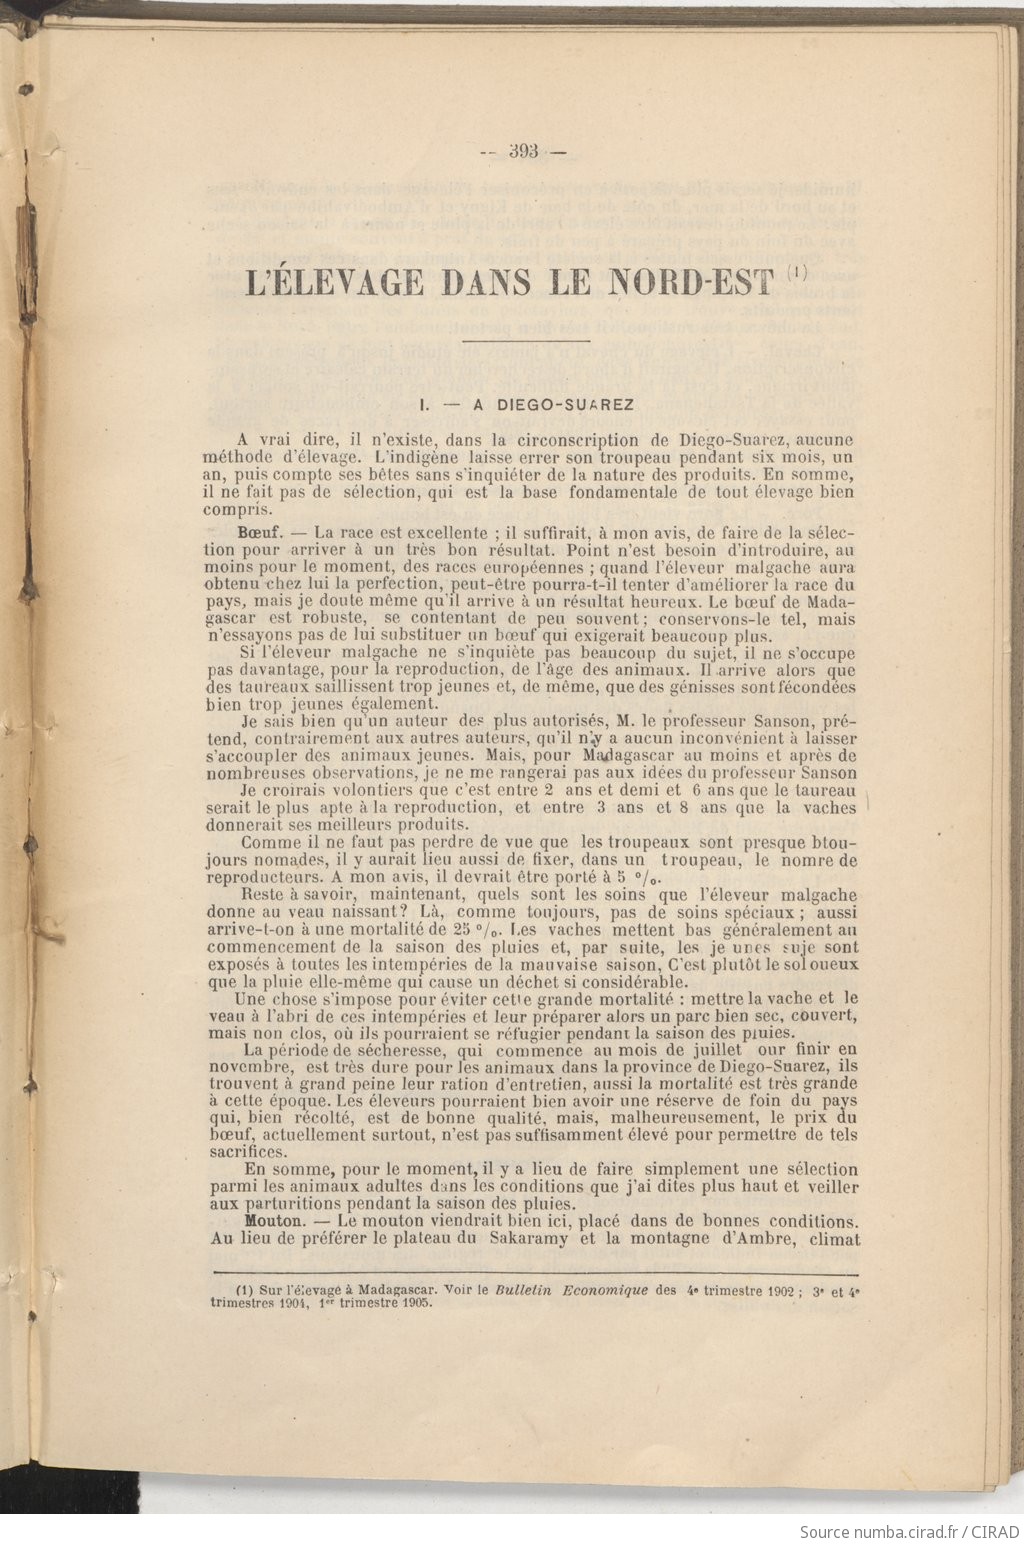 -- 393 —
L'ÉLEVAGE DANS LE NORD-EST (1)
I. — A DIEGO-SUAREZ
A vrai dire, il n'existe, dans la circonscription de Diego-Suarez, aucune
méthode d'élevage. L'indigène laisse errer son troupeau pendant six mois, un
an, puis compte ses bêtes sans s'inquiéter de la nature des produits. En somme,
il ne fait pas de sélection, qui est la base fondamentale de tout élevage bien
compris.
Bœuf. — La race est excellente ; il suffirait, à mon avis, de faire de la sélec-
tion pour arriver à un très bon résultat. Point n'est besoin d'introduire, au
moins pour le moment, des races européennes ; quand l'éleveur malgache aura
obtenu chez lui la perfection, peut-être pourra-t-il tenter d'améliorer la race du
pays, mais je doute même qu'il arrive à un résultat heureux. Le bœuf de Mada-
gascar est robuste, se contentant de peu souvent; conservons-le tel, mais
n'essayons pas de lui substituer un bœuf qui exigerait beaucoup plus.
Si l'éleveur malgache ne s'inquiète pas beaucoup du sujet, il ne s'occupe
pas davantage, pour la reproduction, de l'âge des animaux. Il arrive alors que
des taureaux saillissent trop jeunes et, de même, que des génisses sont fécondées
bien trop jeunes également.
Je sais bien qu'un auteur des plus autorisés, M. le professeur Sanson, pré-
tend, contrairement aux autres auteurs, qu'il n'y a aucun inconvénient à laisser
s'accoupler des animaux jeunes. Mais, pour Madagascar au moins et après de
nombreuses observations, je ne me rangerai pas aux idées du professeur Sanson
Je croirais volontiers que c'est entre 2 ans et demi et 6 ans que le taureau
serait le plus apte à la reproduction, et entre 3 ans et 8 ans que la vaches
donnerait ses meilleurs produits.
Comme il ne faut pas perdre de vue que les troupeaux sont presque btou-
jours nomades, il y aurait lieu aussi de fixer, dans un troupeau, le nomre de
reproducteurs. A mon avis, il devrait être porté à 5 %.
Reste à savoir, maintenant, quels sont les soins que l'éleveur malgache
donne au veau naissant? Là, comme toujours, pas de soins spéciaux ; aussi
arrive-t-on à une mortalité de 25 %. Les vaches mettent bas généralement au
commencement de la saison des pluies et, par suite, les je unes suje sont
exposés à toutes les intempéries de la mauvaise saison, C'est plutôt le sol oueux
que la pluie elle-même qui cause un déchet si considérable.
Une chose s'impose pour éviter cette grande mortalité : mettre la vache et le
veau à l'abri de ces intempéries et leur préparer alors un parc bien sec, couvert,
mais non clos, où ils pourraient se réfugier pendant la saison des pluies.
La période de sécheresse, qui commence au mois de juillet our finir en
novembre, est très dure pour les animaux dans la province de Diego-Suarez, ils
trouvent à grand peine leur ration d'entretien, aussi la mortalité est très grande
à cette époque. Les éleveurs pourraient bien avoir une réserve de foin du pays
qui, bien récolté, est de bonne qualité, mais, malheureusement, le prix du
bœuf, actuellement surtout, n'est pas suffisamment élevé pour permettre de tels
sacrifices.
En somme, pour le moment, il y a lieu de faire simplement une sélection
parmi les animaux adultes dans les conditions que j'ai dites plus haut et veiller
aux parturitions pendant la saison des pluies.
Mouton. — Le mouton viendrait bien ici, placé dans de bonnes conditions.
Au lieu de préférer le plateau du Sakaramy et la montagne d'Ambre, climat
(1) Sur l'élevage à Madagascar. Voir le Bulletin Economique des 4e trimestre 1902 ; 3e et 4e
trimestres 1904, 1er trimestre 1905.
Source numba.cirad.fr / CIRAD